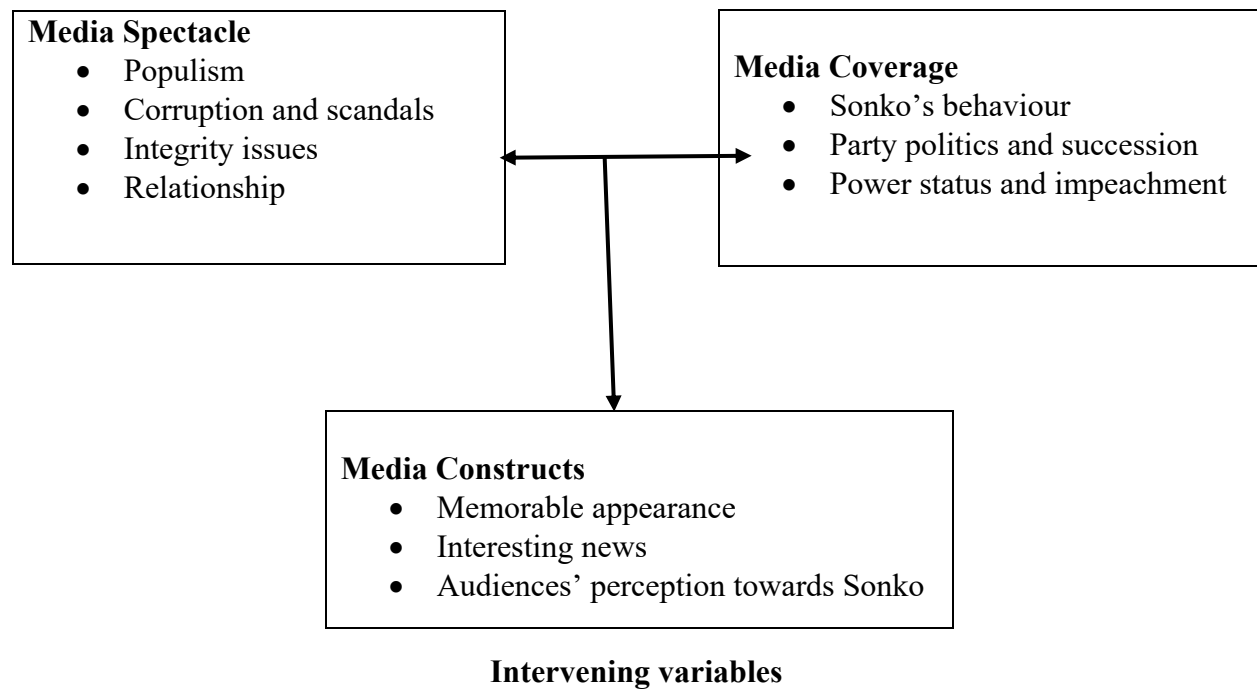 Media Spectacle
• Populism
• Corruption and scandals
• Integrity issues
• Relationship
Media Coverage
• Sonko’s behaviour
• Party politics and succession
• Power status and impeachment
Media Constructs
• Memorable appearance
• Interesting news
• Audiences’ perception towards Sonko
Intervening variables